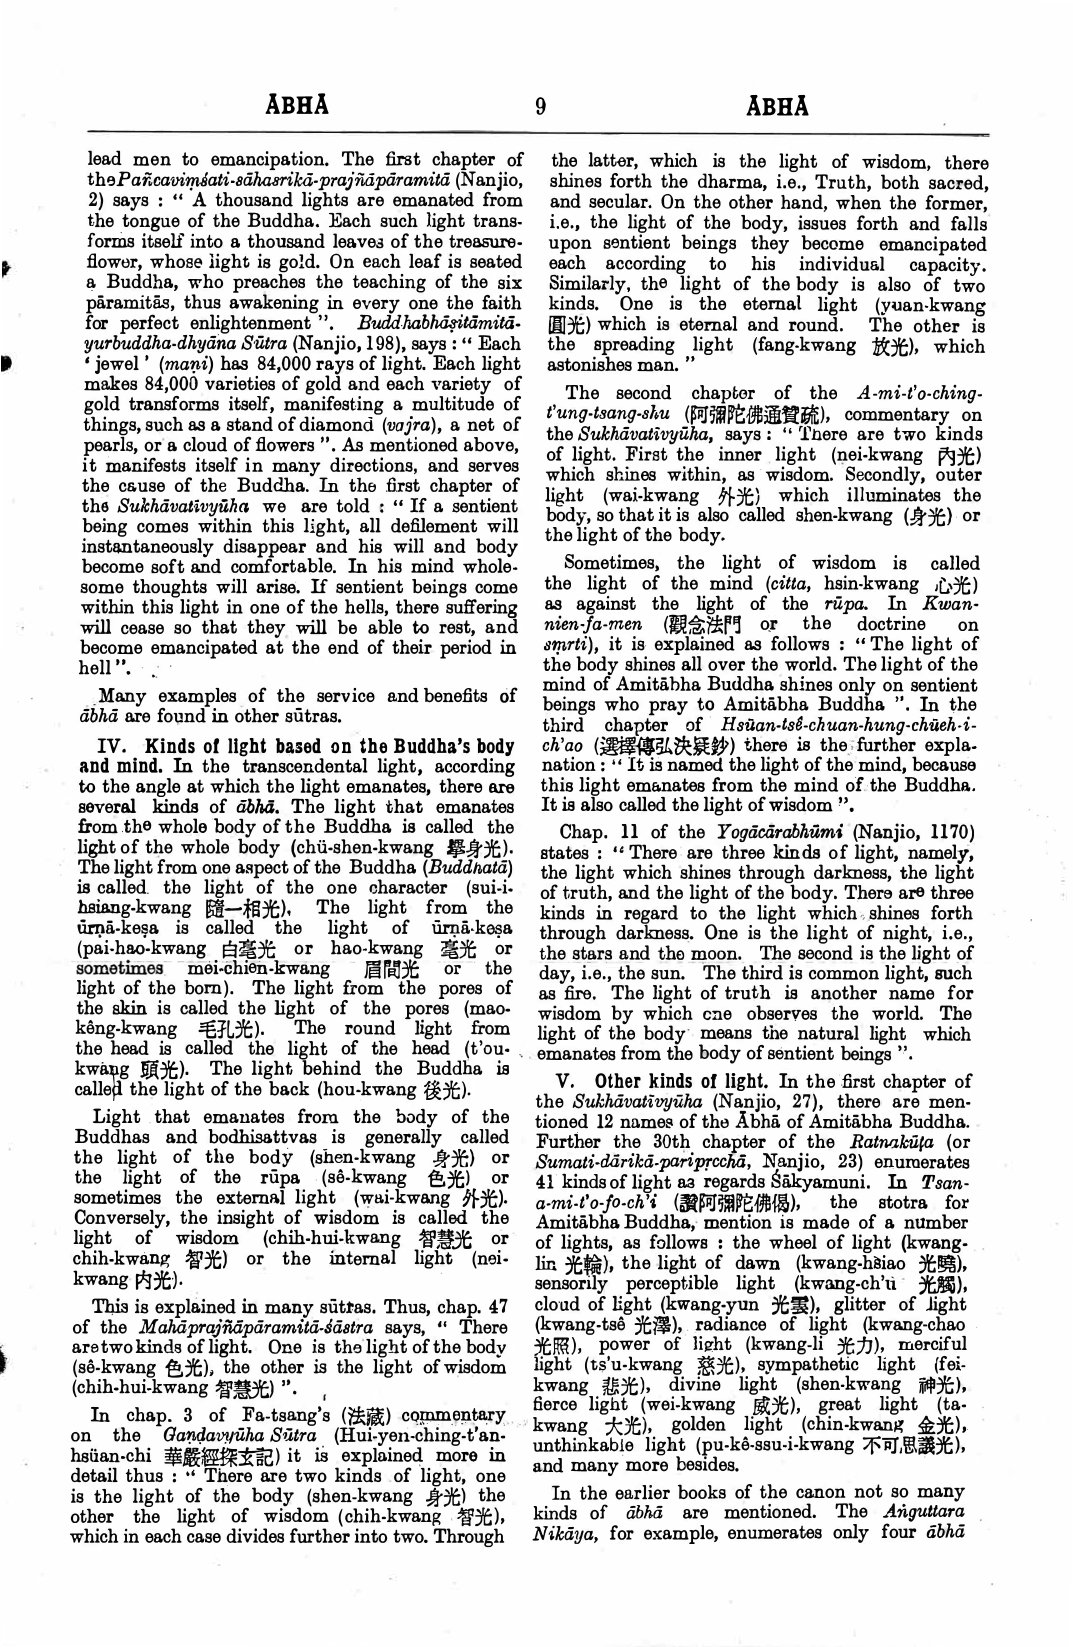 ĀBHĀ 9 ĀBHĀ
lead men to emancipation. The first chapter of
the Pañcaviṃśati-sāhasrikā-prajñāpāramitā (Nanjio,
2) says : “ A thousand lights are emanated from
the tongue of the Buddha. Each such light trans-
forms itself into a thousand leaves of the treasure-
flower, whose light is gold. On each leaf is seated
a Buddha, who preaches the teaching of the six
pāramitās, thus awakening in every one the faith
for perfect enlightenment ”. Buddhabhāṣitāmitā-
yurbuddha-dhyāna Sūtra (Nanjio, 198), says : “ Each
‘ jewel ’ (maṇi) has 84,000 rays of light. Each light
makes 84,000 varieties of gold and each variety of
gold transforms itself, manifesting a multitude of
things, such as a stand of diamond (vajra), a net of
pearls, or a cloud of flowers ”. As mentioned above,
it manifests itself in many directions, and serves
the cause of the Buddha. In the first chapter of
the Sukhāvatīvyūha we are told : “ If a sentient
being comes within this light, all defilement will
instantaneously disappear and his will and body
become soft and comfortable. In his mind whole-
some thoughts will arise. If sentient beings come
within this light in one of the hells, there suffering
will cease so that they will be able to rest, and
become emancipated at the end of their period in
hell ”.
Many examples of the service and benefits of
ābhā are found in other sūtras.
IV. Kinds of light based on the Buddha’s body
and mind. In the transcendental light, according
to the angle at which the light emanates, there are
several kinds of ābhā. The light that emanates
from the whole body of the Buddha is called the
light of the whole body (chü-shen-kwang 擧身光).
The light from one aspect of the Buddha (Buddhatā)
is called the light of the one character (sui-i-
hsiang-kwang 隨一相光). The light from the
ūrṇā-keṣa is called the light of ūrṇā-keṣa
(pai-hao-kwang 白毫光 or hao-kwang 毫光 or
sometimes mei-chien-kwang 眉間光 or the
light of the born). The light from the pores of
the skin is called the light of the pores (mao-
kêng-kwang 毛孔光). The round light from
the head is called the light of the head (t’ou-
kwang 頭光). The light behind the Buddha is
called the light of the back (hou-kwang 後光).
Light that emanates from the body of the
Buddhas and bodhisattvas is generally called
the light of the body (shen-kwang 身光) or
the light of the rūpa (sê-kwang 色光) or
sometimes the external light (wai-kwang 外光).
Conversely, the insight of wisdom is called the
light of wisdom (chih-hui-kwang 智慧光 or
chih-kwang 智光) or the internal light (nei-
kwang 内光).
This is explained in many sūtras. Thus, chap. 47
of the Mahāprajñāpāramitā-śāstra says, “ There
are two kinds of light. One is the light of the body
(sê-kwang 色光), the other is the light of wisdom
(chih-hui-kwang 智慧光) ”.
In chap. 3 of Fa-tsang’s (法藏) commentary
on the Gaṇḍavyūha Sūtra (Hui-yen-ching-t’an-
hsüan-chi 華嚴經探玄記) it is explained more in
detail thus : “ There are two kinds of light, one
is the light of the body (shen-kwang 身光) the
other the light of wisdom (chih-kwang 智光),
which in each case divides further into two. Through
the latter, which is the light of wisdom, there
shines forth the dharma, i.e., Truth, both sacred,
and secular. On the other hand, when the former,
i.e., the light of the body, issues forth and falls
upon sentient beings they become emancipated
each according to his individual capacity.
Similarly, the light of the body is also of two
kinds. One is the eternal light (yuan-kwang
圓光) which is eternal and round. The other is
the spreading light (fang-kwang 放光), which
astonishes man. ”
The second chapter of the A-mi-t’o-ching-
t’ung-tsang-shu (阿彌陀佛通贊疏), commentary on
the Sukhāvatīvyūha, says : “ There are two kinds
of light. First the inner light (nei-kwang 内光)
which shines within, as wisdom. Secondly, outer
light (wai-kwang 外光) which illuminates the
body, so that it is also called shen-kwang (身光) or
the light of the body.
Sometimes, the light of wisdom is called
the light of the mind (citta, hsin-kwang 心光)
as against the light of the rūpa. In Kwan-
nien-fa-men (觀念法門 or the doctrine on
smṛti), it is explained as follows : “ The light of
the body shines all over the world. The light of the
mind of Amitābha Buddha shines only on sentient
beings who pray to Amitābha Buddha ”. In the
third chapter of Hsüan-tsê-chuan-hung-chüeh-i-
ch’ao (選擇傳弘決疑鈔) there is the further expla-
nation : “ It is named the light of the mind, because
this light emanates from the mind of the Buddha.
It is also called the light of wisdom ”.
Chap. 11 of the Yogācārabhūmi (Nanjio, 1170)
states : “ There are three kinds of light, namely,
the light which shines through darkness, the light
of truth, and the light of the body. There are three
kinds in regard to the light which shines forth
through darkness. One is the light of night, i.e.,
the stars and the moon. The second is the light of
day, i.e., the sun. The third is common light, such
as fire. The light of truth is another name for
wisdom by which one observes the world. The
light of the body means the natural light which
emanates from the body of sentient beings ”.
V. Other kinds of light. In the first chapter of
the Sukhāvatīvyūha (Nanjio, 27), there are men-
tioned 12 names of the Ābhā of Amitābha Buddha.
Further the 30th chapter of the Ratnakūṭa (or
Sumati-dārikā-paripṛcchā, Nanjio, 23) enumerates
41 kinds of light as regards Śākyamuni. In Tsan-
a-mi-t’o-fo-ch’i (讚阿彌陀佛偈), the stotra for
Amitābha Buddha, mention is made of a number
of lights, as follows : the wheel of light (kwang-
lin 光輪), the light of dawn (kwang-hsiao 光曉),
sensorily perceptible light (kwang-ch’u 光觸),
cloud of light (kwang-yun 光雲), glitter of light
(kwang-tsê 光澤), radiance of light (kwang-chao
光照), power of light (kwang-li 光力), merciful
light (ts’u-kwang 慈光), sympathetic light (fei-
kwang 悲光), divine light (shen-kwang 神光),
fierce light (wei-kwang 威光), great light (ta-
kwang 大光), golden light (chin-kwang 金光),
unthinkable light (pu-kê-ssu-i-kwang 不可思議光),
and many more besides.
In the earlier books of the canon not so many
kinds of ābhā are mentioned. The Aṅguttara
Nikāya, for example, enumerates only four ābhā